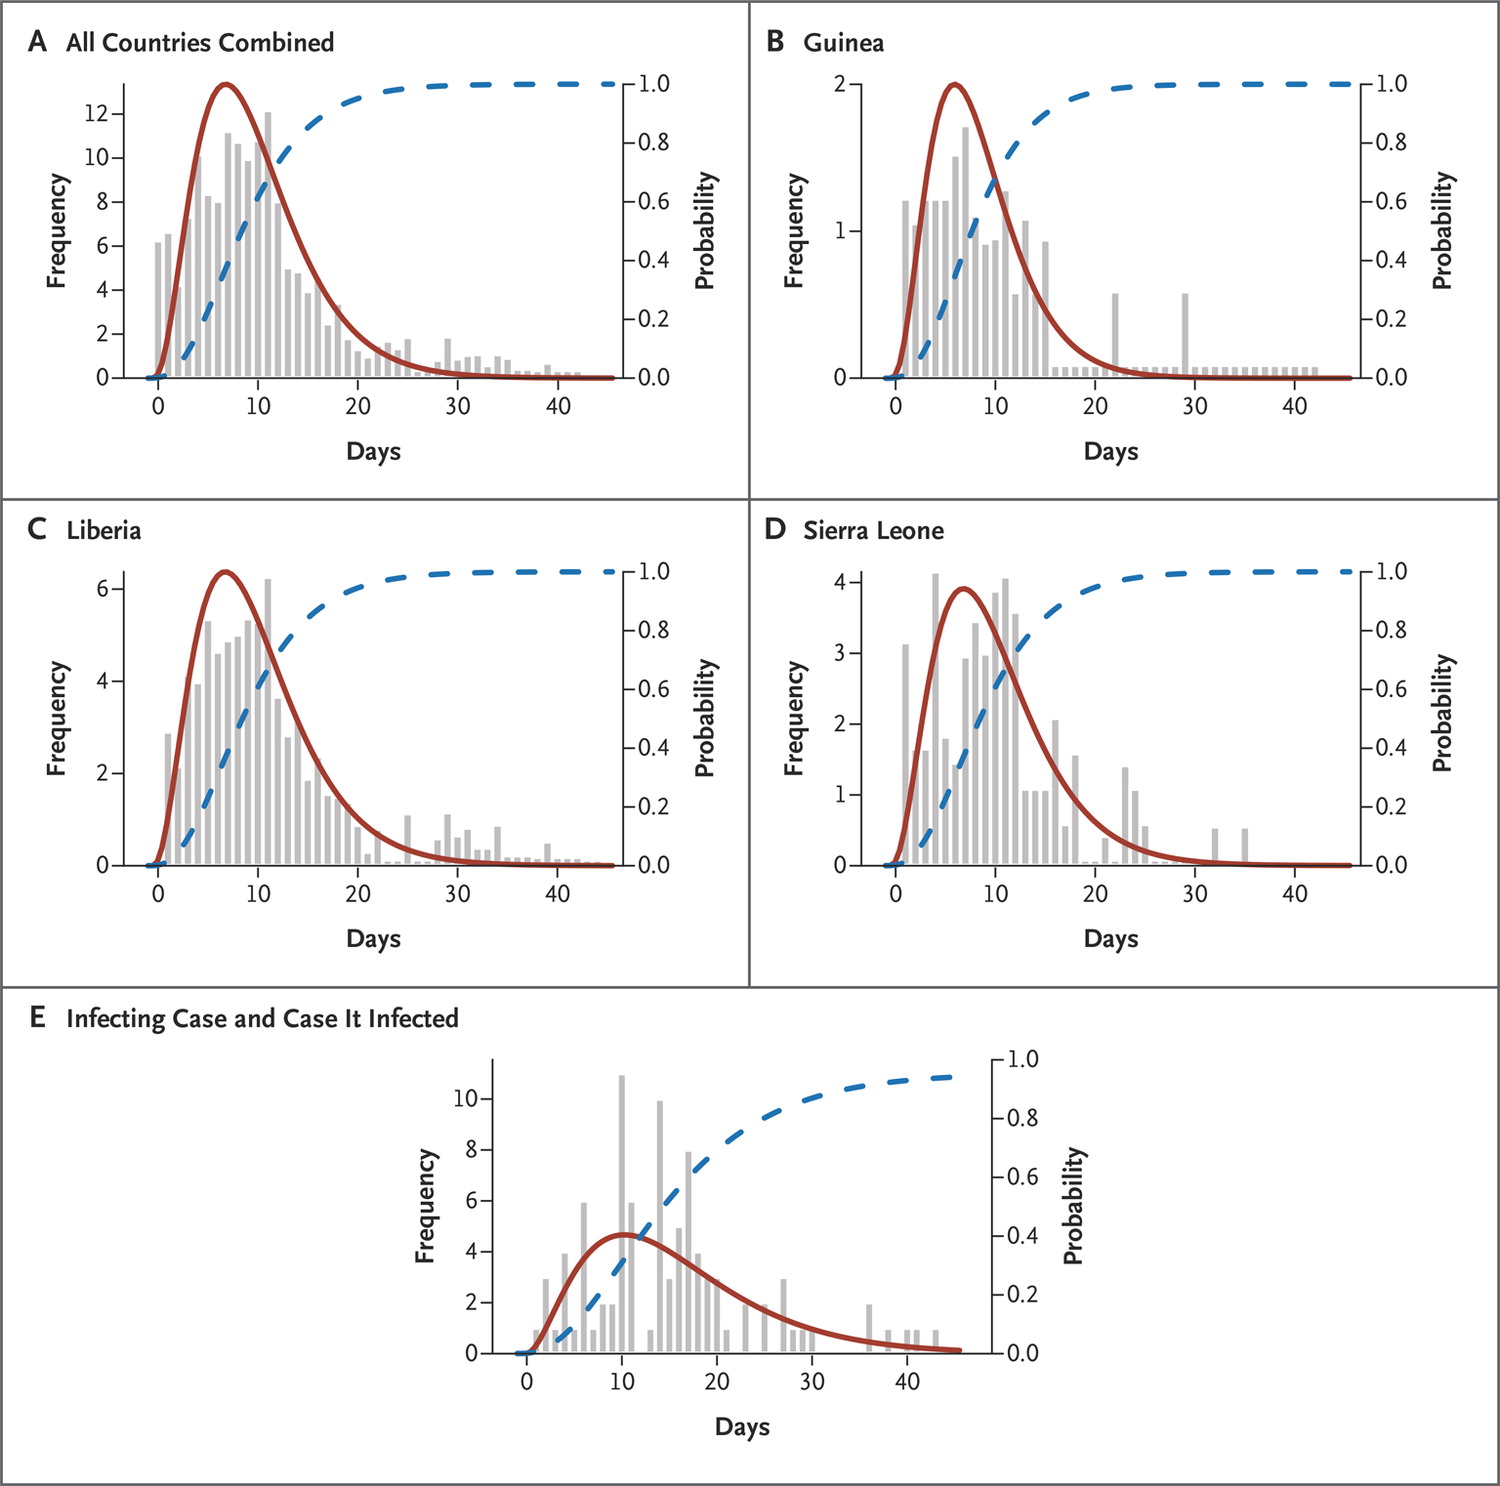 A All Countries Combined
12
10
8
6
4
2
0
Frequency
1.0
0.8
0.6
0.4
0.2
0.0
Probability
0 10 20 30 40
Days
B Guinea
2
1
0
Frequency
1.0
0.8
0.6
0.4
0.2
0.0
Probability
0 10 20 30 40
Days
C Liberia
6
4
2
0
Frequency
1.0
0.8
0.6
0.4
0.2
0.0
Probability
0 10 20 30 40
Days
D Sierra Leone
4
3
2
1
0
Frequency
1.0
0.8
0.6
0.4
0.2
0.0
Probability
0 10 20 30 40
Days
E Infecting Case and Case It Infected
10
8
6
4
2
0
Frequency
1.0
0.8
0.6
0.4
0.2
0.0
Probability
0 10 20 30 40
Days